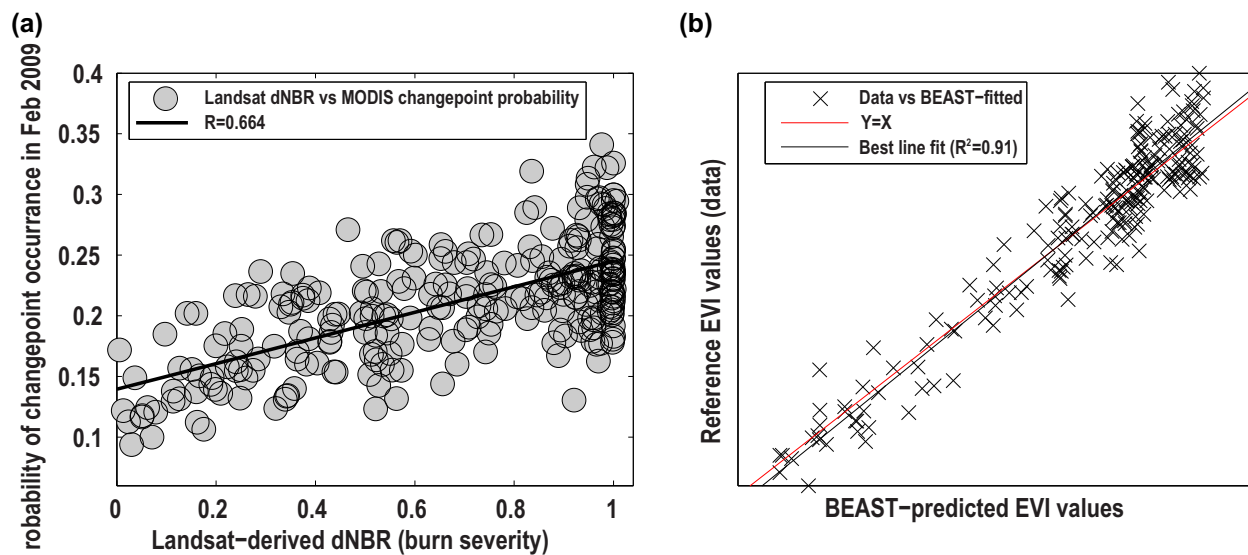 (a)
robability of changepoint occurrance in Feb 2009
0.4
0.35
0.3
0.25
0.2
0.15
0.1
Landsat dNBR vs MODIS changepoint probability
R=0.664
0
0.2
0.4
0.6
0.8
1
Landsat−derived dNBR (burn severity)
(b)
Reference EVI values (data)
Data vs BEAST−fitted
Y=X
Best line fit (R²=0.91)
BEAST−predicted EVI values